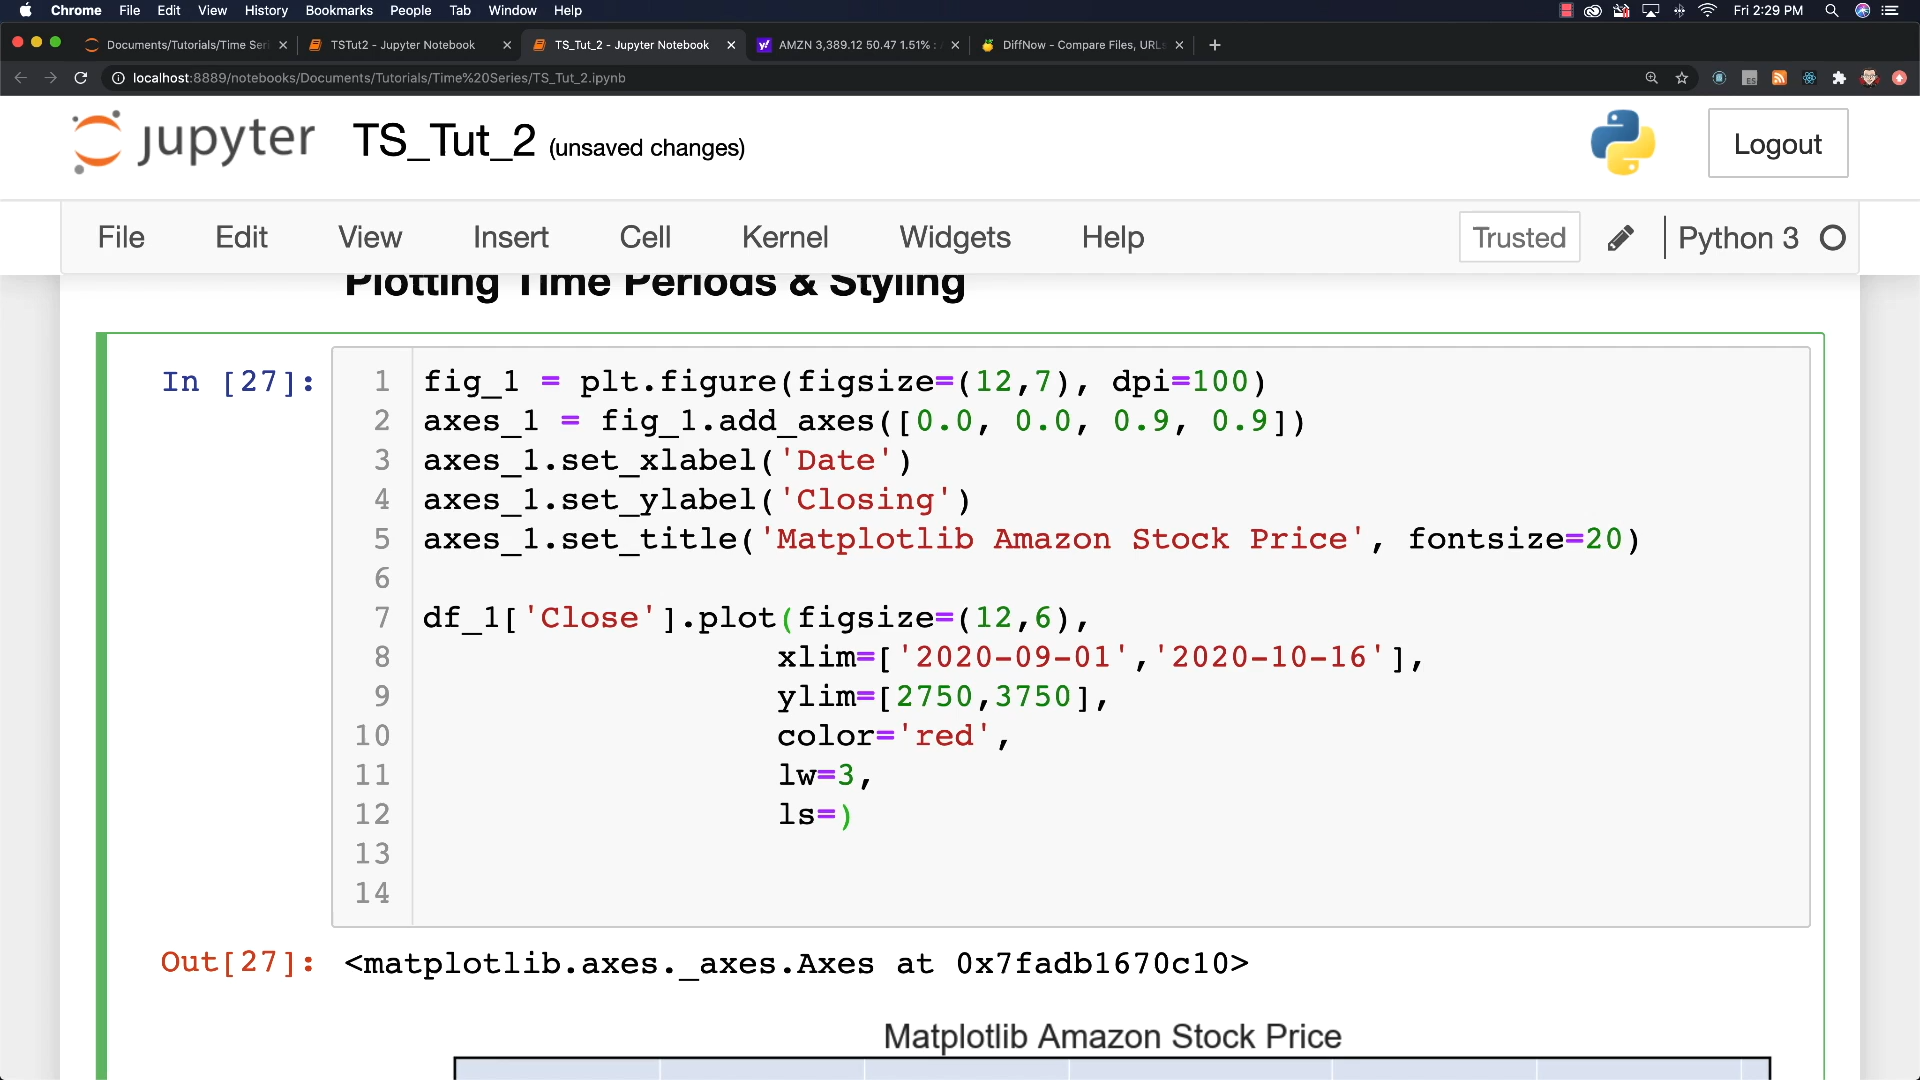 Chrome File Edit View History Bookmarks People Tab Window Help Fri 2:29 PM
Documents/Tutorials/Time Seri TSTut2 - Jupyter Notebook TS_Tut_2 - Jupyter Notebook AMZN 3,389.12 50.47 1.51% : DiffNow - Compare Files, URLs
localhost:8889/notebooks/Documents/Tutorials/Time%20Series/TS_Tut_2.ipynb
jupyter TS_Tut_2 (unsaved changes) Logout
File Edit View Insert Cell Kernel Widgets Help Trusted Python 3
Plotting Time Periods & Styling
In [27]: 1 fig_1 = plt.figure(figsize=(12,7), dpi=100)
2 axes_1 = fig_1.add_axes([0.0, 0.0, 0.9, 0.9])
3 axes_1.set_xlabel('Date')
4 axes_1.set_ylabel('Closing')
5 axes_1.set_title('Matplotlib Amazon Stock Price', fontsize=20)
6
7 df_1['Close'].plot(figsize=(12,6),
8 xlim=['2020-09-01','2020-10-16'],
9 ylim=[2750,3750],
10 color='red',
11 lw=3,
12 ls=)
13
14
Out[27]: <matplotlib.axes._axes.Axes at 0x7fadb1670c10>
Matplotlib Amazon Stock Price